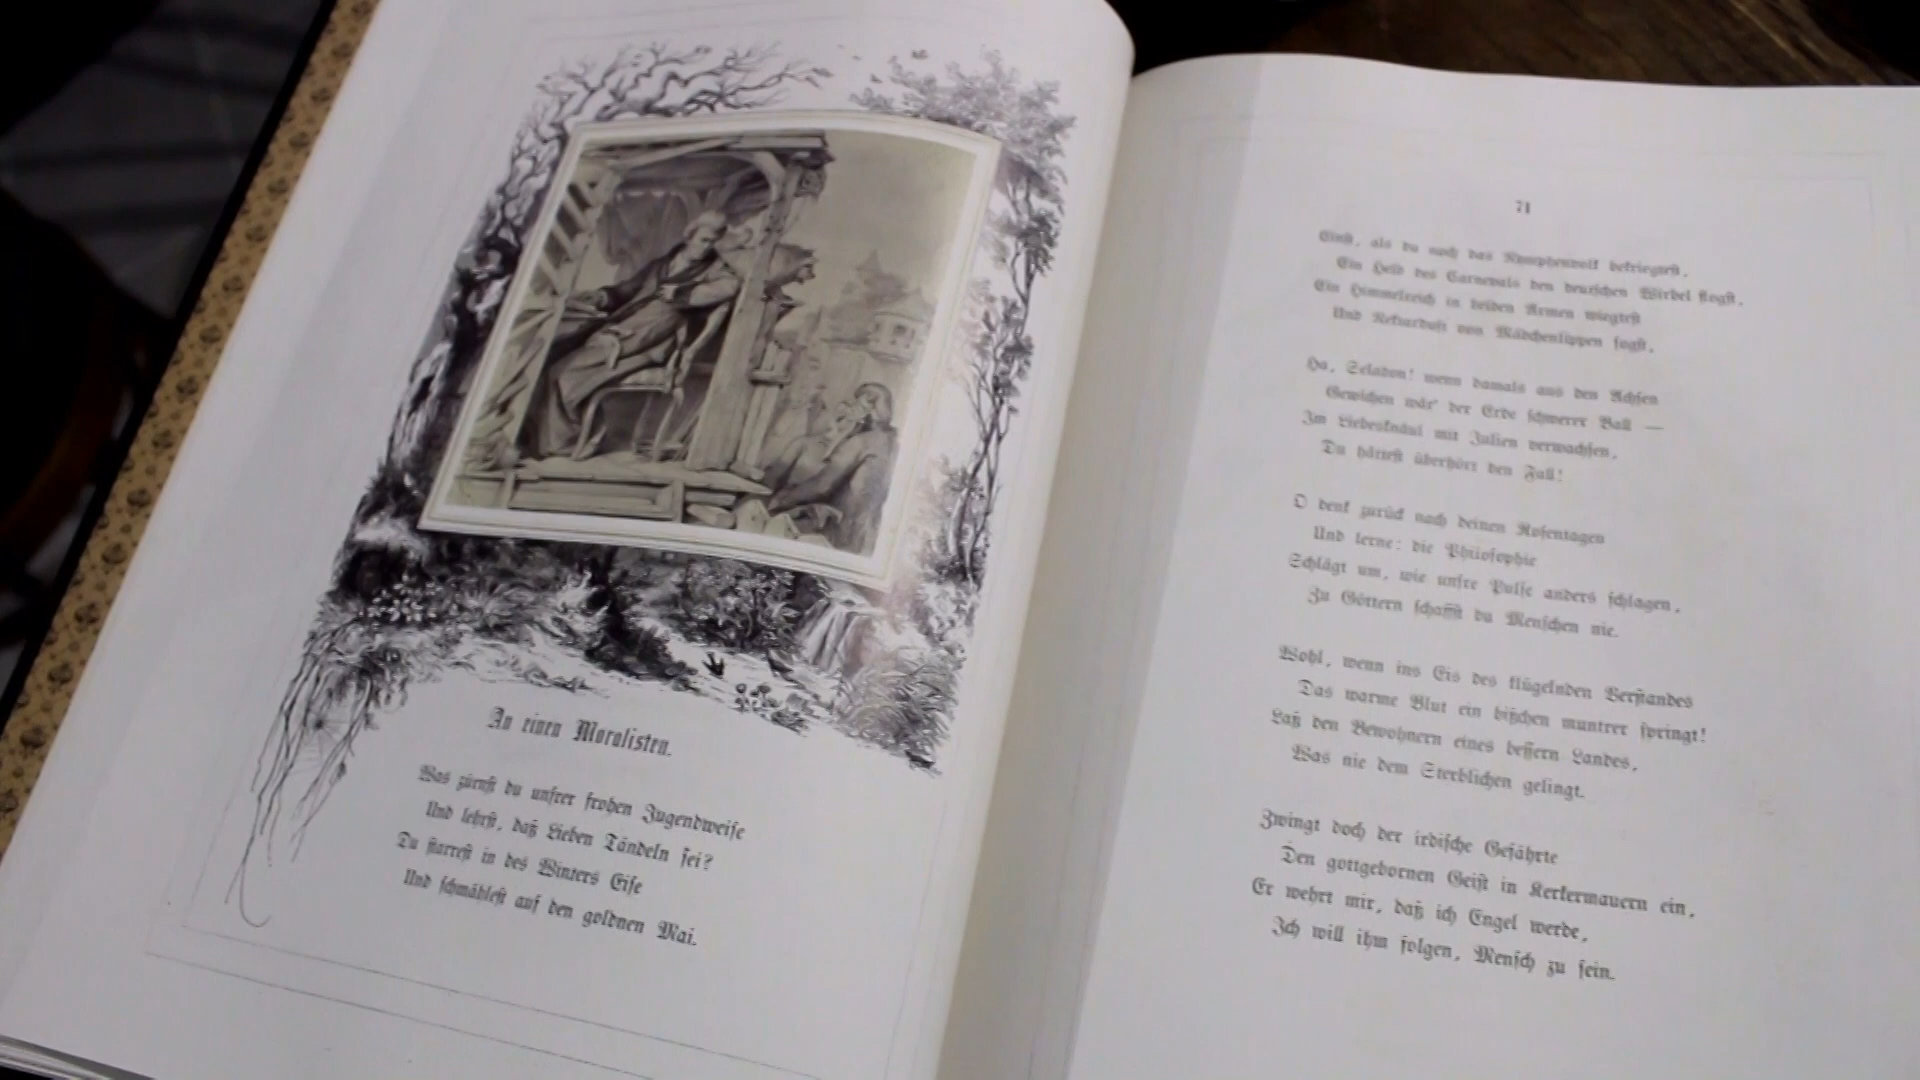 An einen Moralisten.
Was zürnst du unsrer frohen Jugendweise
Und lehrst, daß Lieben Tändeln sei?
Du starrest in des Winters Eise
Und schmählest auf den goldnen Mai.
71
Einst, als du noch das Nymphenvolk bekriegtest,
Ein Held des Carnevals den deutschen Wirbel flogst,
Ein Himmelreich in beiden Armen wiegtest
Und Nektarduft von Mädchenlippen sogst,
Ha, Seladon! wenn damals aus den Achsen
Gewichen wär' der Erde schwerer Ball —
Im Liebesknäul mit Julien verwachsen,
Du hättest überhört den Fall!
O denk zurück nach deinen Rosentagen
Und lerne: die Philosophie
Schlägt um, wie unsre Pulse anders schlagen,
Zu Göttern schaffst du Menschen nie.
Wohl, wenn ins Eis des klügelnden Verstandes
Das warme Blut ein bißchen muntrer springt!
Laß den Bewohnern eines bessern Landes,
Was nie dem Sterblichen gelingt.
Zwingt doch der irdische Gefährte
Den gottgebornen Geist in Kerkermauern ein,
Er wehrt mir, daß ich Engel werde,
Ich will ihm folgen, Mensch zu sein.